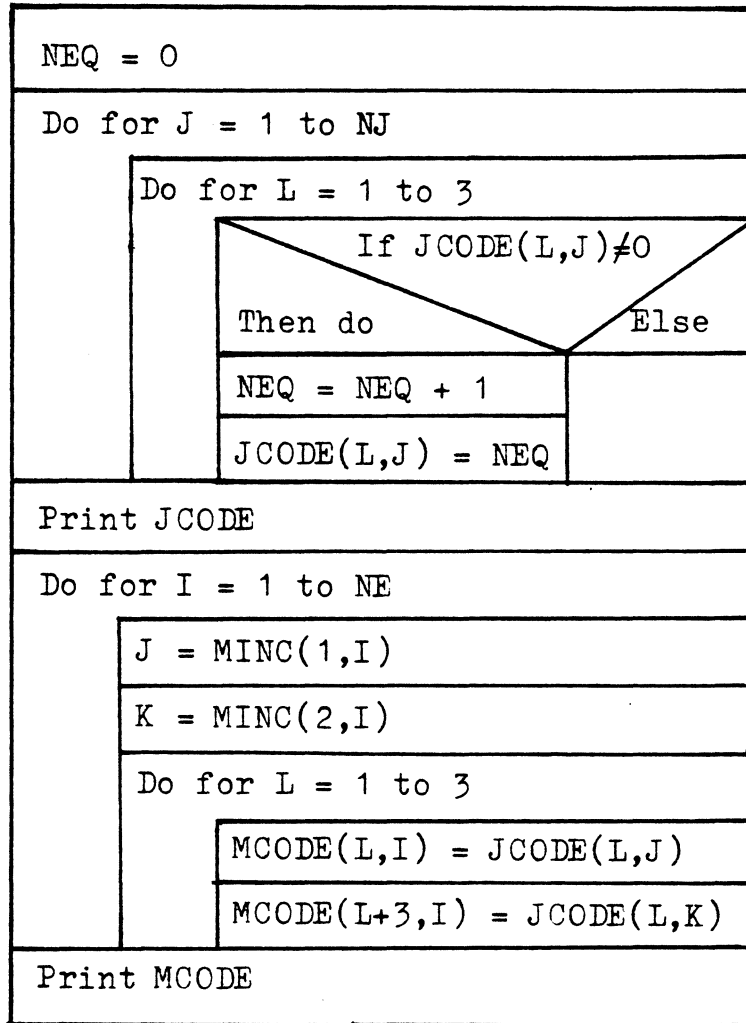 NEQ = 0
Do for J = 1 to NJ
Do for L = 1 to 3
If JCODE(L,J)≠0
Then do
Else
NEQ = NEQ + 1
JCODE(L,J) = NEQ
Print JCODE
Do for I = 1 to NE
J = MINC(1,I)
K = MINC(2,I)
Do for L = 1 to 3
MCODE(L,I) = JCODE(L,J)
MCODE(L+3,I) = JCODE(L,K)
Print MCODE